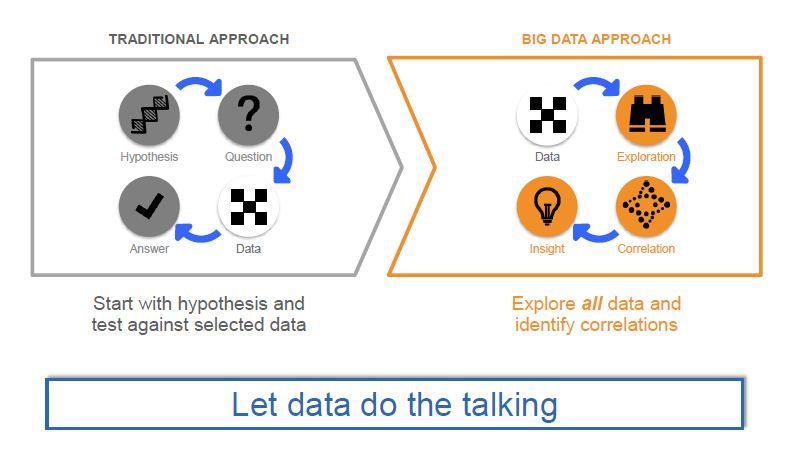 TRADITIONAL APPROACH
Hypothesis
Question
Answer
Data
Start with hypothesis and
test against selected data
BIG DATA APPROACH
Data
Exploration
Insight
Correlation
Explore all data and
identify correlations
Let data do the talking